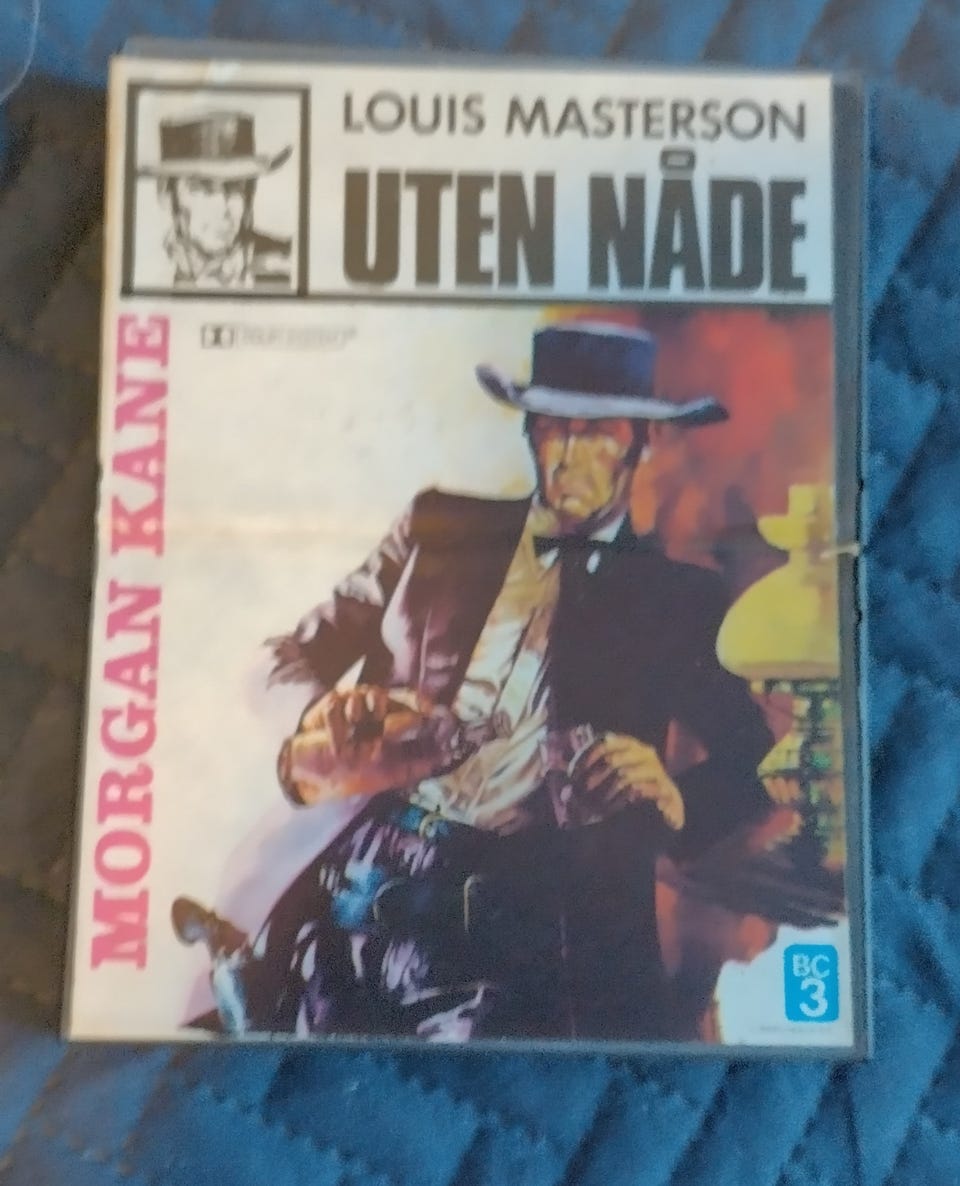 LOUIS MASTERSON
UTEN NÅDE
MORGAN KANE
BC
3